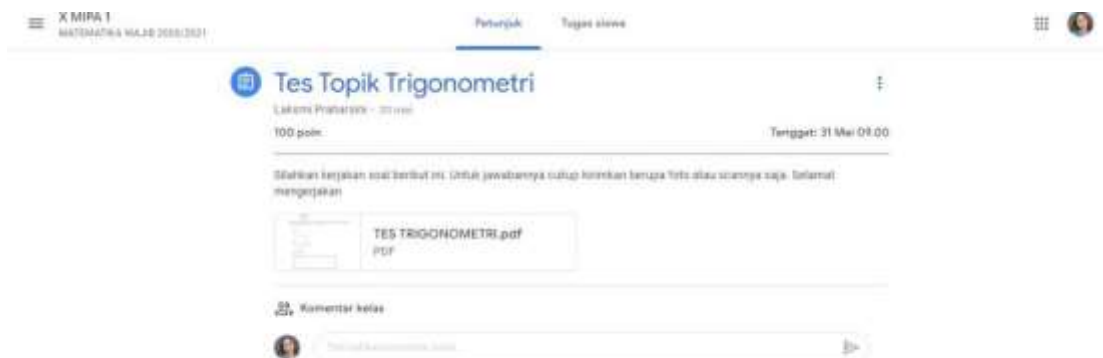 X MIPA 1
MATEMATIKA WAJIB 2020/2021
Petunjuk
Tugas siswa
Tes Topik Trigonometri
Laksmi
100 poin
Tenggat: 31 Mei 09.00
Silahkan kerjakan soal berikut ini. Untuk jawabannya cukup kirimkan berupa foto atau scannya saja. Selamat
mengerjakan
TES TRIGONOMETRI.pdf
PDF
Komentar kelas